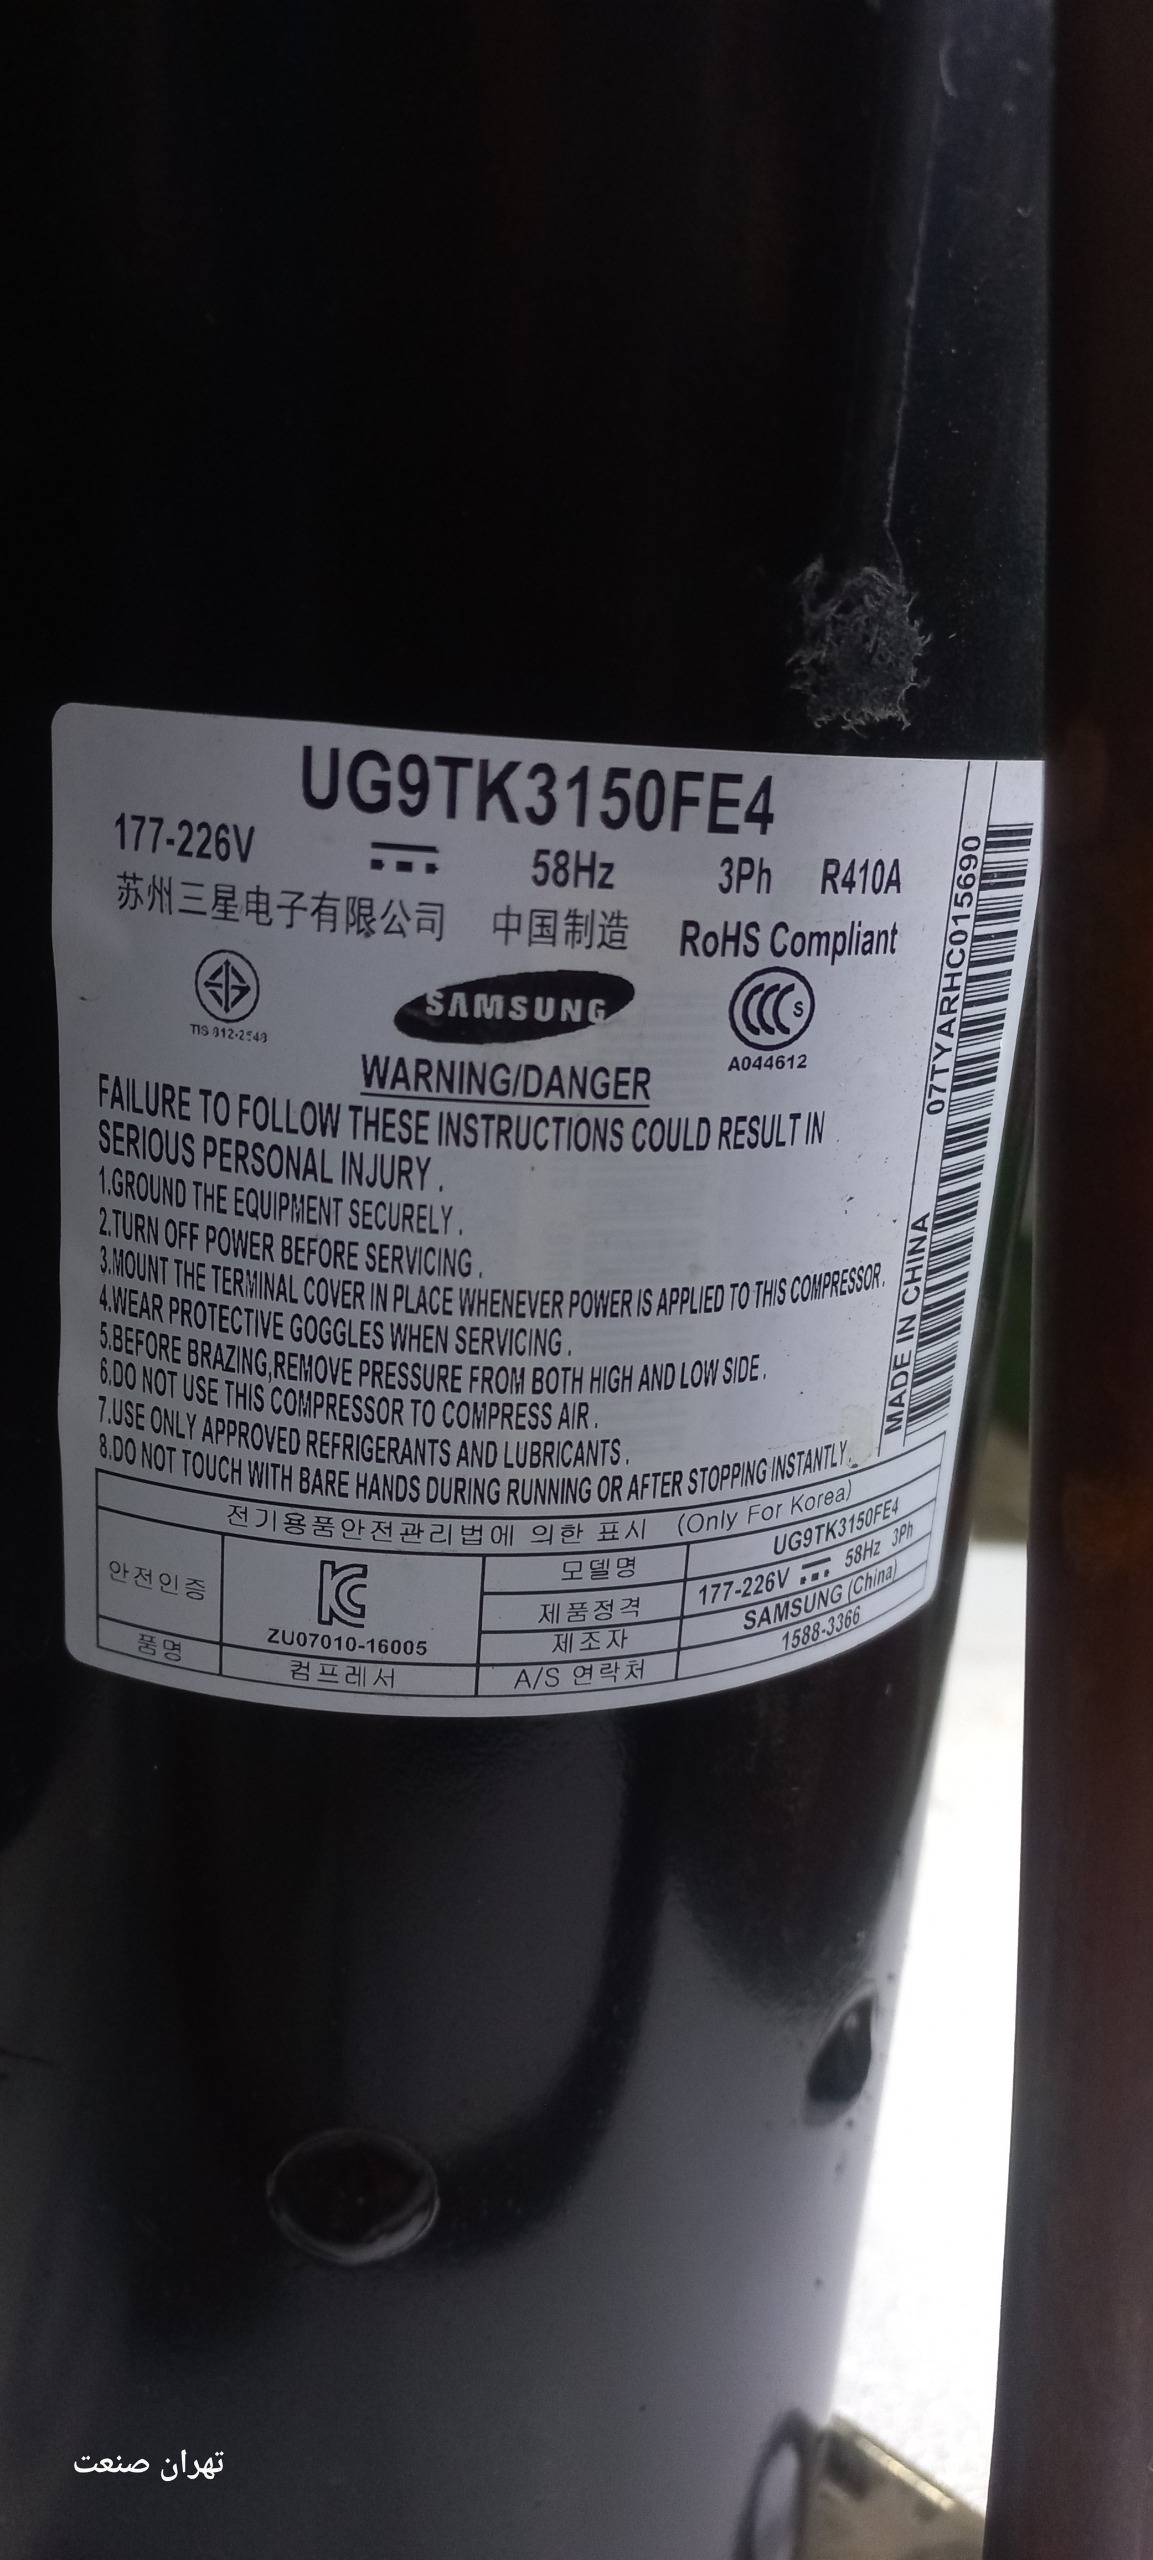 UG9TK3150FE4
177-226V 58Hz 3Ph R410A
苏州三星电子有限公司 中国制造 RoHS Compliant
TIS 812-2548
SAMSUNG
CCC S
A044612
WARNING/DANGER
FAILURE TO FOLLOW THESE INSTRUCTIONS COULD RESULT IN
SERIOUS PERSONAL INJURY .
1.GROUND THE EQUIPMENT SECURELY .
2.TURN OFF POWER BEFORE SERVICING .
3.MOUNT THE TERMINAL COVER IN PLACE WHENEVER POWER IS APPLIED TO THIS COMPRESSOR.
4.WEAR PROTECTIVE GOGGLES WHEN SERVICING .
5.BEFORE BRAZING,REMOVE PRESSURE FROM BOTH HIGH AND LOW SIDE .
6.DO NOT USE THIS COMPRESSOR TO COMPRESS AIR .
7.USE ONLY APPROVED REFRIGERANTS AND LUBRICANTS .
8.DO NOT TOUCH WITH BARE HANDS DURING RUNNING OR AFTER STOPPING INSTANTLY.
MADE IN CHINA 07TYARHC015690
전기용품안전관리법에 의한 표시 (Only For Korea)
안전인증
KC
ZU07010-16005
모델명 UG9TK3150FE4
제품정격 177-226V 58Hz 3Ph
제조자 SAMSUNG (China)
품명 컴프레서 A/S 연락처 1588-3366
تهران صنعت